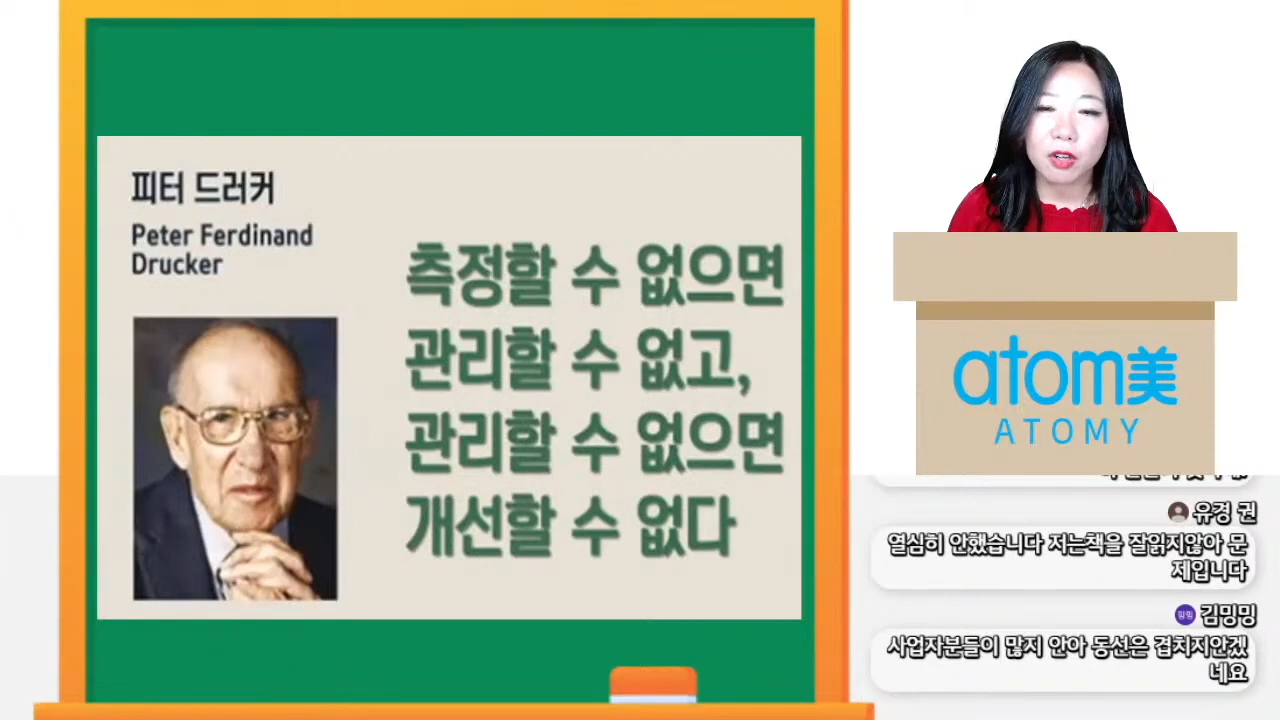 피터 드러커
Peter Ferdinand
Drucker
측정할 수 없으면
관리할 수 없고,
관리할 수 없으면
개선할 수 없다
atom美
ATOMY
유경 권
열심히 안했습니다 저는책을 잘읽지않아 문
제입니다
김밍밍
사업자분들이 많지 안아 동선은 겹치지안겠
네요